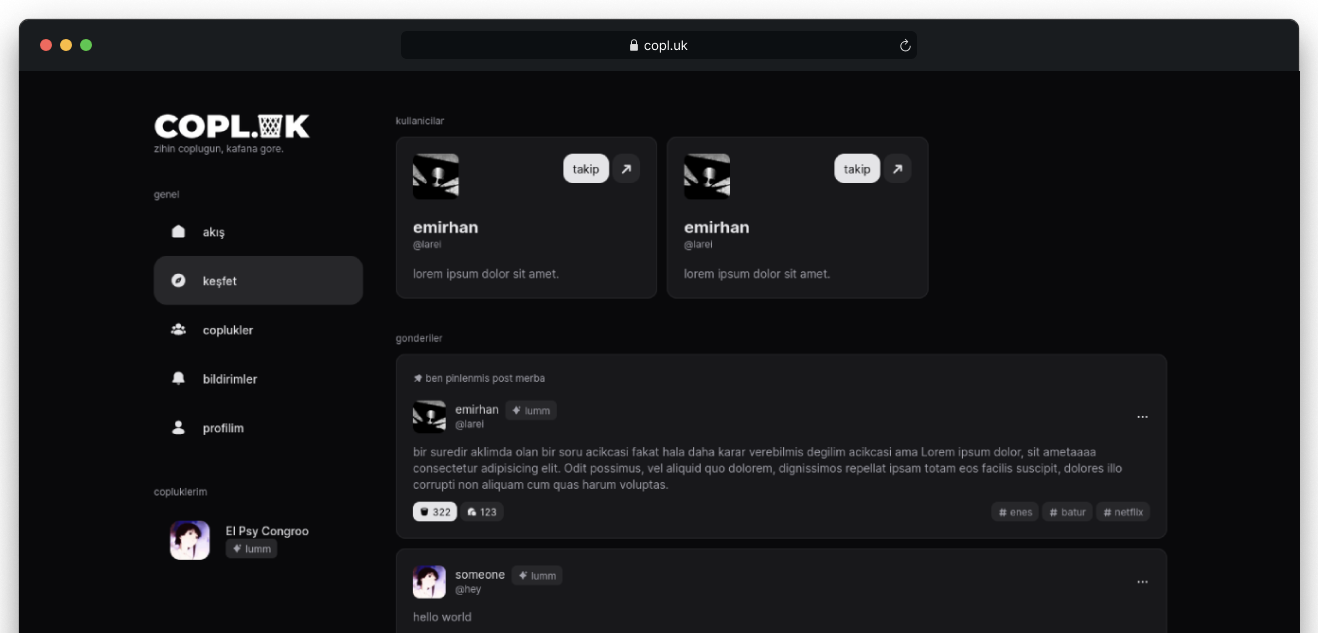 copl.uk
COPL.UK
zihin coplugun, kafana gore.
genel
akış
keşfet
coplukler
bildirimler
profilim
copluklerim
El Psy Congroo
lumm
kullanicilar
takip
emirhan
@larei
lorem ipsum dolor sit amet.
takip
emirhan
@larei
lorem ipsum dolor sit amet.
gonderiler
ben pinlenmis post merba
emirhan lumm
@larei
...
bir suredir aklimda olan bir soru acikcasi fakat hala daha karar verebilmis degilim acikcasi ama Lorem ipsum dolor, sit ametaaaa
consectetur adipisicing elit. Odit possimus, vel aliquid quo dolorem, dignissimos repellat ipsam totam eos facilis suscipit, dolores illo
corrupti non aliquam cum quas harum voluptas.
322 123 # enes # batur # netflix
someone lumm
@hey
...
hello world